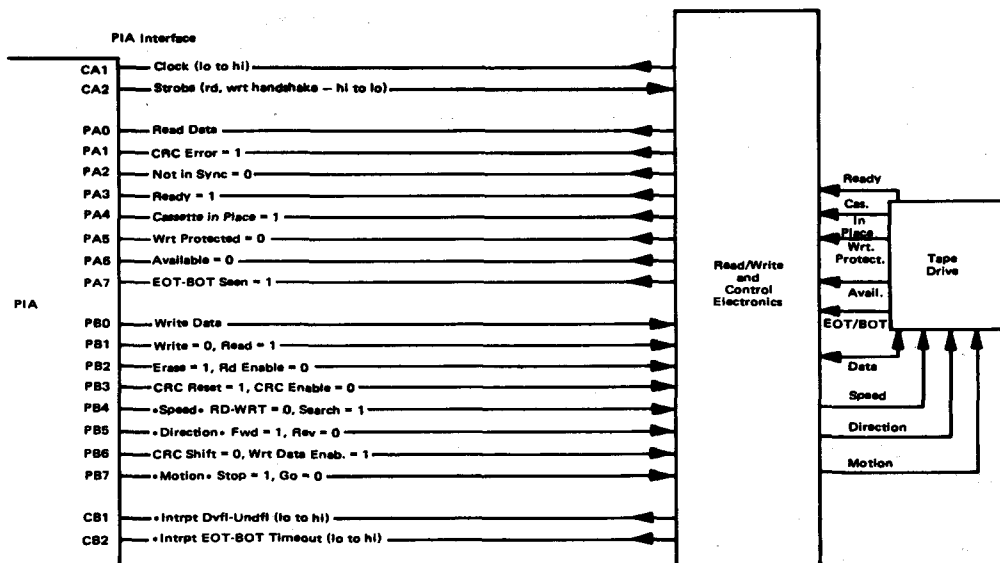 PIA Interface
CA1 Clock (lo to hi)
CA2 Strobe (rd, wrt handshake – hi to lo)
PA0 Read Data
PA1 CRC Error = 1
PA2 Not in Sync = 0
PA3 Ready = 1
PA4 Cassette in Place = 1
PA5 Wrt Protected = 0
PA6 Available = 0
PA7 EOT-BOT Seen = 1
PIA
PB0 Write Data
PB1 Write = 0, Read = 1
PB2 Erase = 1, Rd Enable = 0
PB3 CRC Reset = 1, CRC Enable = 0
PB4 •Speed• RD-WRT = 0, Search = 1
PB5 •Direction• Fwd = 1, Rev = 0
PB6 CRC Shift = 0, Wrt Data Enab. = 1
PB7 •Motion• Stop = 1, Go = 0
CB1 •Intrpt Dvfl-Undfl (lo to hi)
CB2 •Intrpt EOT-BOT Timeout (lo to hi)
Read/Write
and
Control
Electronics
Ready
Cas.
In
Place
Wrt.
Protect.
Avail.
EOT/BOT
Data
Speed
Direction
Motion
Tape
Drive